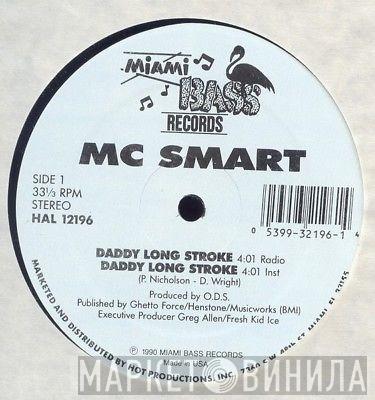 MIAMI
BASS
RECORDS
MC SMART
SIDE 1
33⅓ RPM
STEREO
HAL 12196
0 5399-32196-1 4
DADDY LONG STROKE 4:01 Radio
DADDY LONG STROKE 4:01 Inst
(P. Nicholson - D. Wright)
Produced by O.D.S.
Published by Ghetto Force/Henstone/Musicworks (BMI)
Executive Producer Greg Allen/Fresh Kid Ice
℗ 1990 MIAMI BASS RECORDS
Made in USA
MARKETED AND DISTRIBUTED BY HOT PRODUCTIONS, INC. MIAMI FL 33155
МАРКЕТ ВИНИЛА